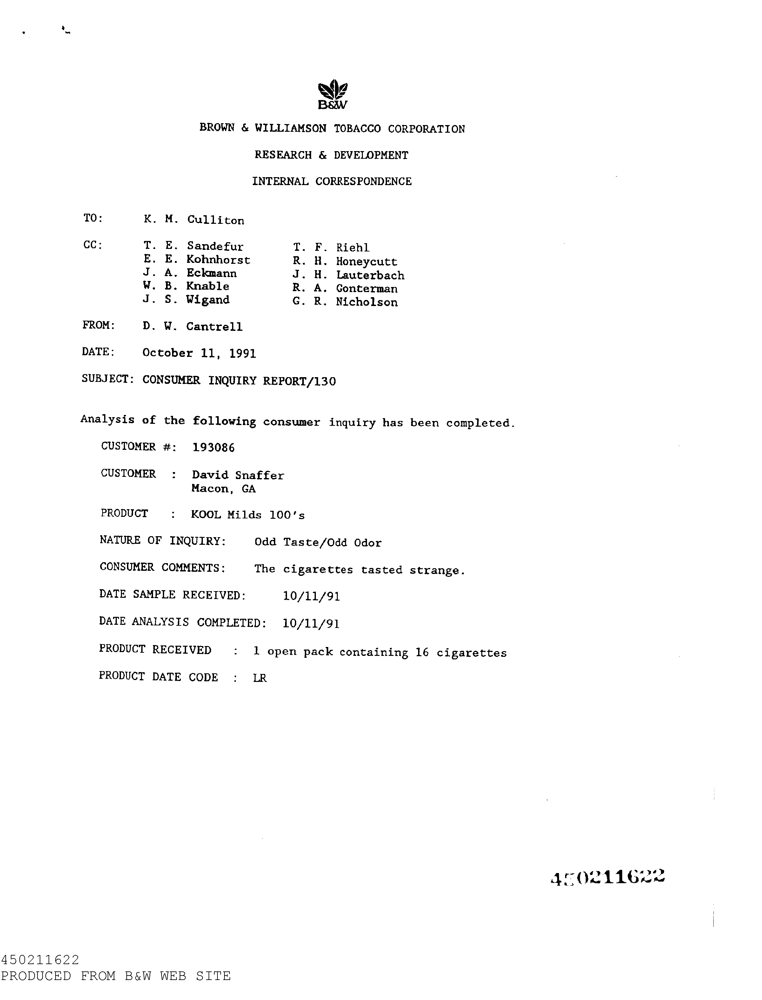 B&W
BROWN & WILLIAMSON TOBACCO CORPORATION
RESEARCH & DEVELOPMENT
INTERNAL CORRESPONDENCE
TO: K. M. Culliton
CC: T. E. Sandefur T. F. Riehl
E. E. Kohnhorst R. H. Honeycutt
J. A. Eckmann J. H. Lauterbach
W. B. Knable R. A. Gonterman
J. S. Wigand G. R. Nicholson
FROM: D. W. Cantrell
DATE: October 11, 1991
SUBJECT: CONSUMER INQUIRY REPORT/130
Analysis of the following consumer inquiry has been completed.
CUSTOMER #: 193086
CUSTOMER : David Snaffer
Macon, GA
PRODUCT : KOOL Milds 100's
NATURE OF INQUIRY: Odd Taste/Odd Odor
CONSUMER COMMENTS: The cigarettes tasted strange.
DATE SAMPLE RECEIVED: 10/11/91
DATE ANALYSIS COMPLETED: 10/11/91
PRODUCT RECEIVED : 1 open pack containing 16 cigarettes
PRODUCT DATE CODE : LR
450211622
450211622
PRODUCED FROM B&W WEB SITE